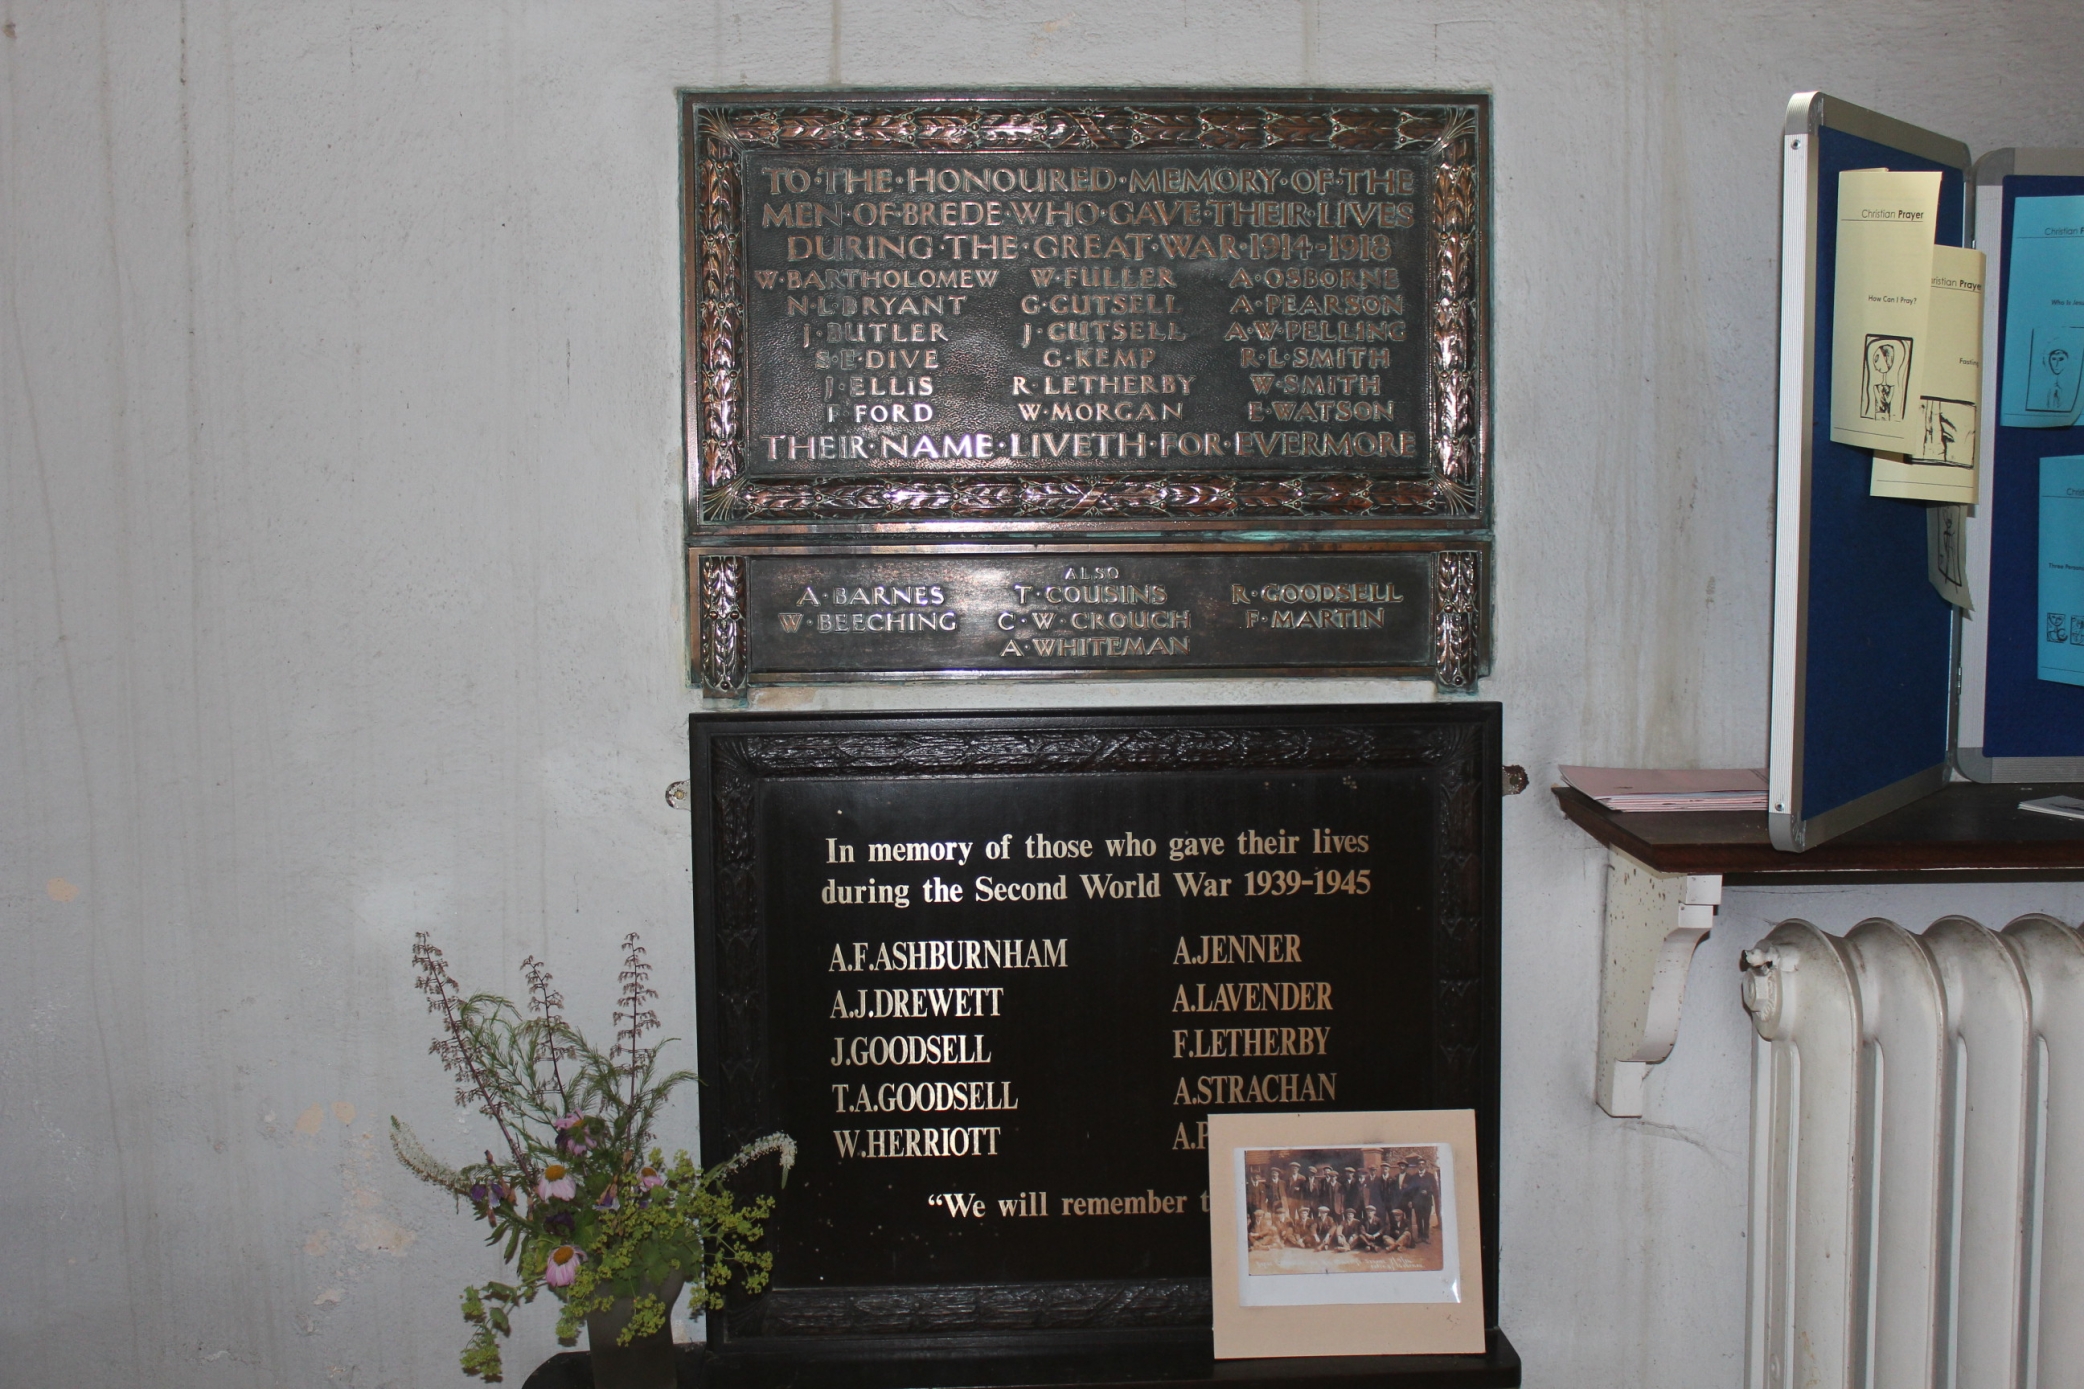 TO·THE·HONOURED·MEMORY·OF·THE
MEN·OF·BREDE·WHO·GAVE·THEIR·LIVES
DURING·THE·GREAT·WAR·1914-1918
W·BARTHOLOMEW W·FULLER A·OSBORNE
N·L·BRYANT G·GUTSELL A·PEARSON
J·BUTLER J·GUTSELL A·W·PELLING
S·E·DIVE G·KEMP R·L·SMITH
J·ELLIS R·LETHERBY W·SMITH
F·FORD W·MORGAN E·WATSON
THEIR·NAME·LIVETH·FOR·EVERMORE
ALSO
A·BARNES T·COUSINS R·GOODSELL
W·BEECHING C·W·CROUCH F·MARTIN
A·WHITEMAN
In memory of those who gave their lives
during the Second World War 1939-1945
A.F.ASHBURNHAM A.JENNER
A.J.DREWETT A.LAVENDER
J.GOODSELL F.LETHERBY
T.A.GOODSELL A.STRACHAN
W.HERRIOTT
"We will remember
Christian Prayer
How Can I Pray?
Christian
Three